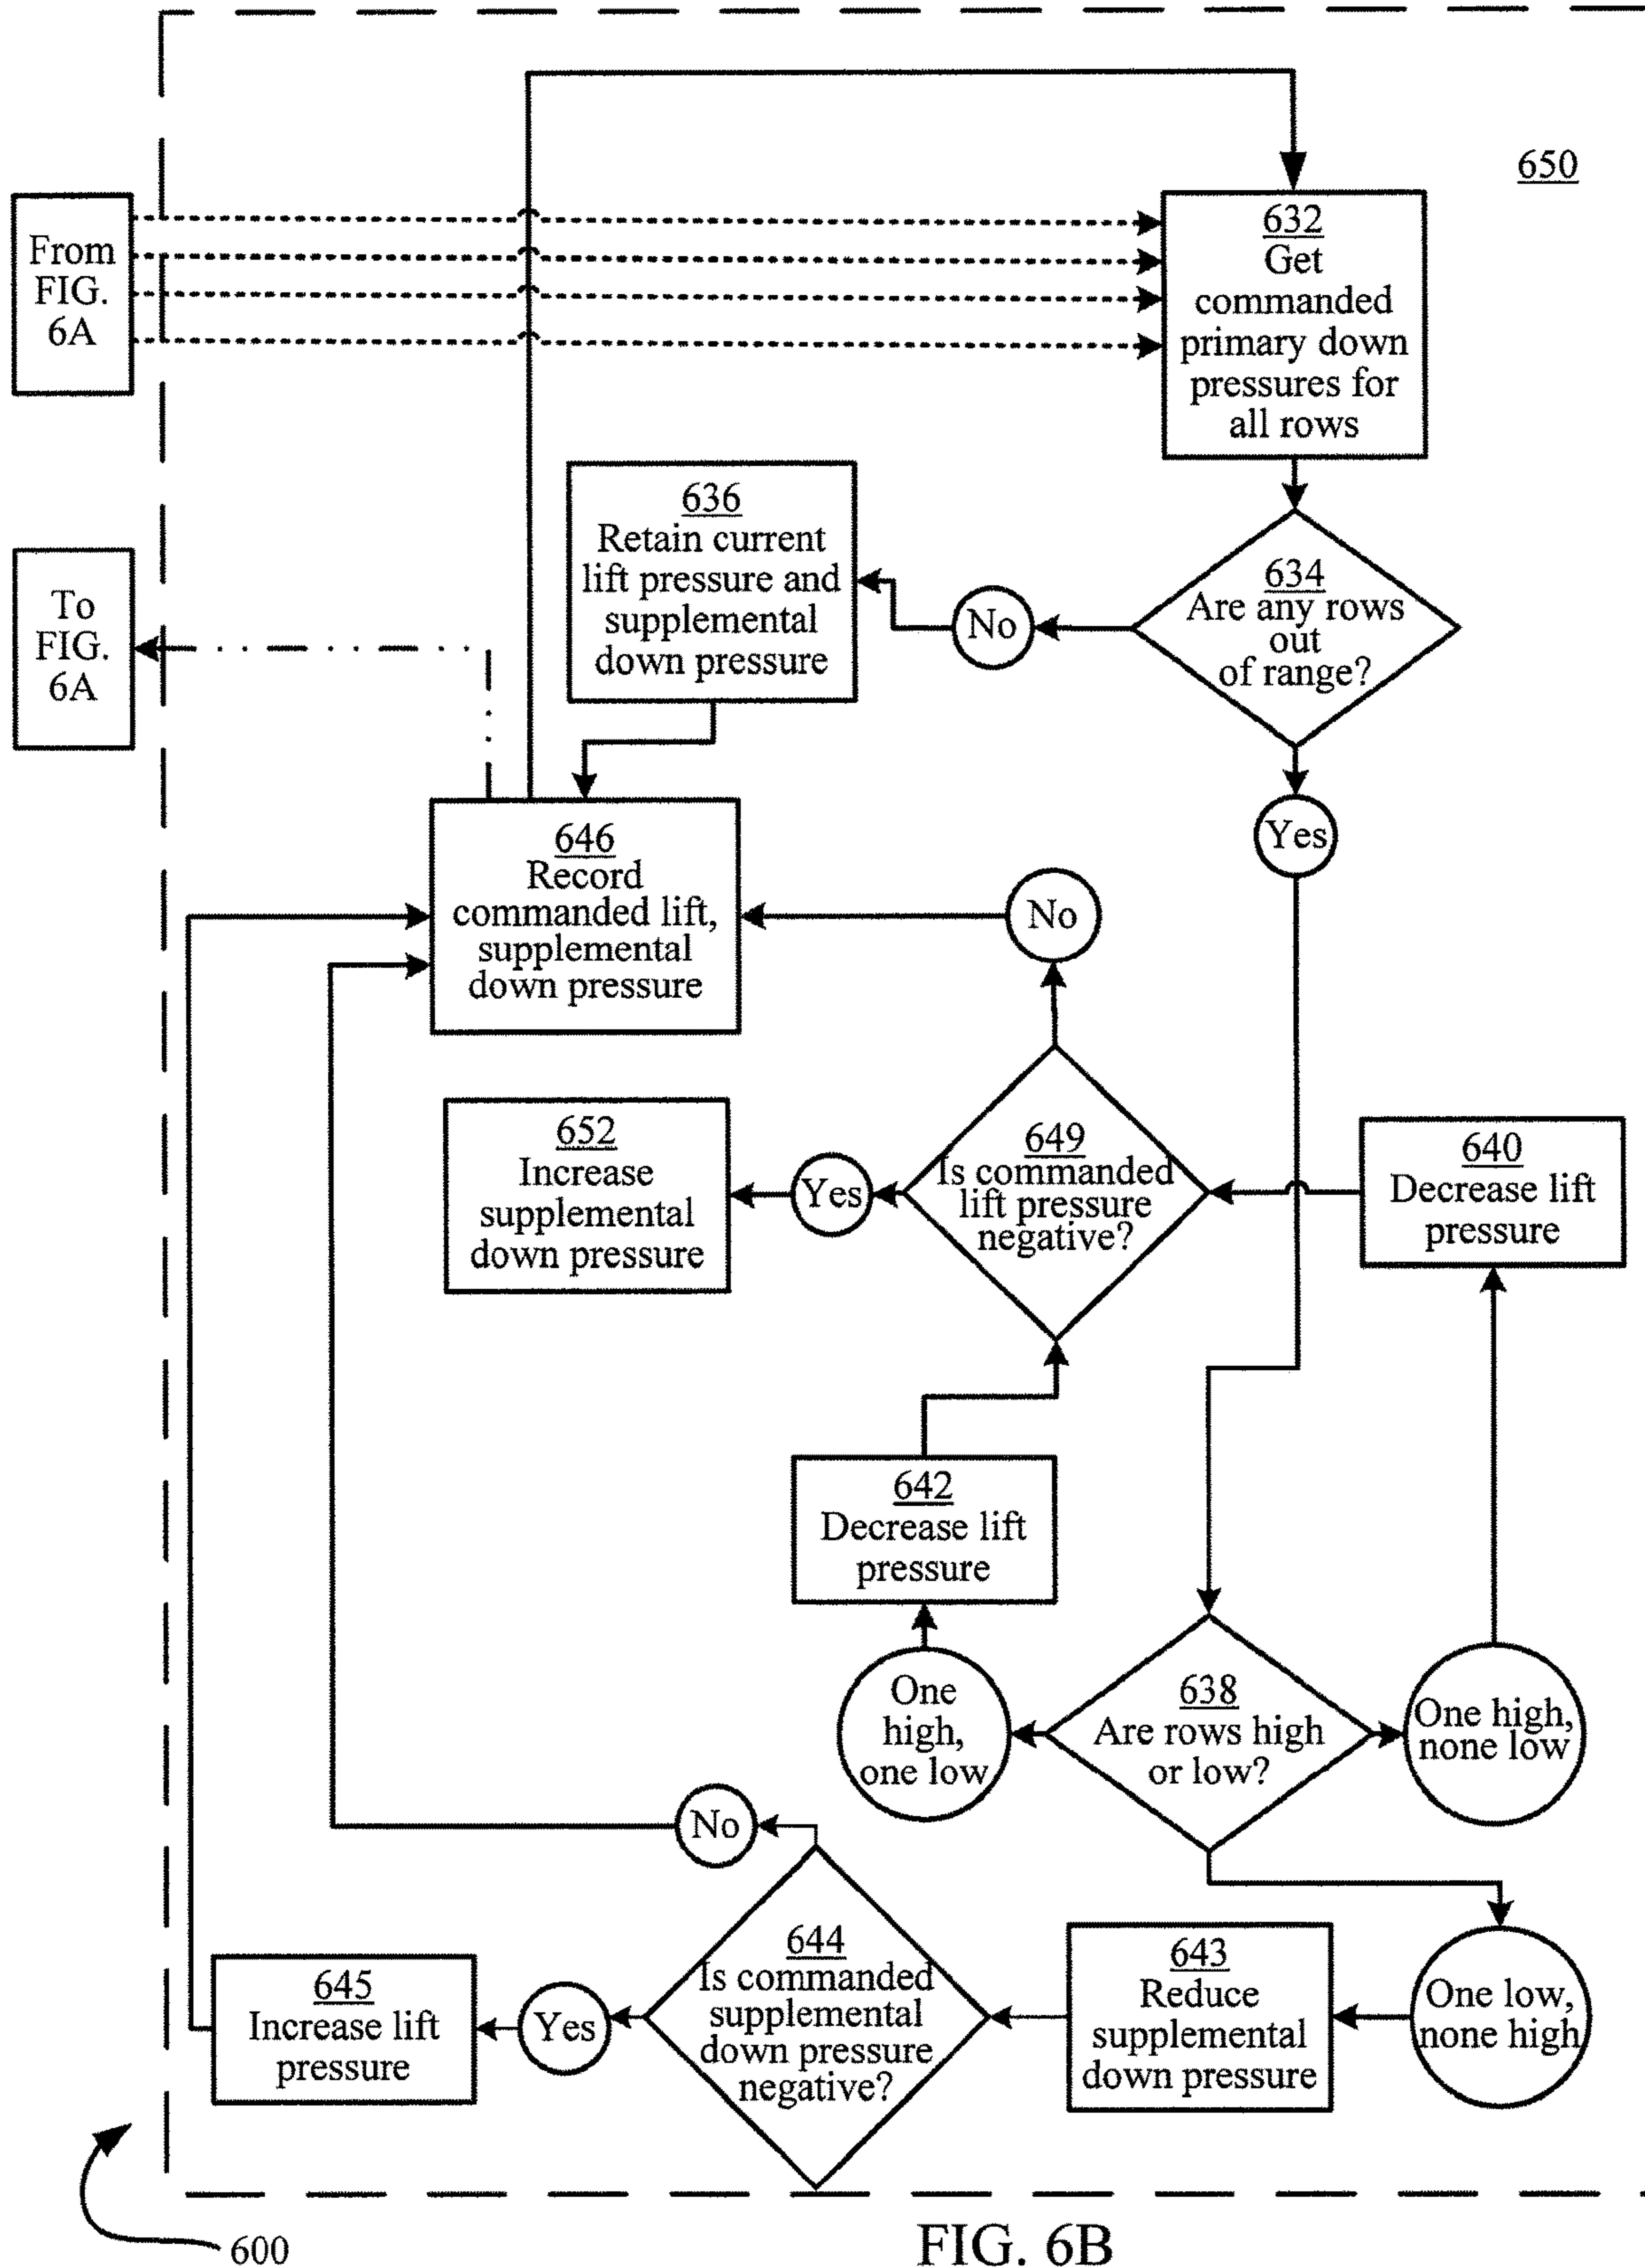 650
From
FIG.
6A
632
Get
commanded
primary down
pressures for
all rows
636
Retain current
lift pressure and
supplemental
down pressure
No
634
Are any rows
out
of range?
To
FIG.
6A
Yes
646
Record
commanded lift,
supplemental
down pressure
No
652
Increase
supplemental
down pressure
Yes
649
Is commanded
lift pressure
negative?
640
Decrease lift
pressure
642
Decrease lift
pressure
One
high,
one low
638
Are rows high
or low?
One high,
none low
No
645
Increase lift
pressure
Yes
644
Is commanded
supplemental
down pressure
negative?
643
Reduce
supplemental
down pressure
One low,
none high
600
FIG. 6B